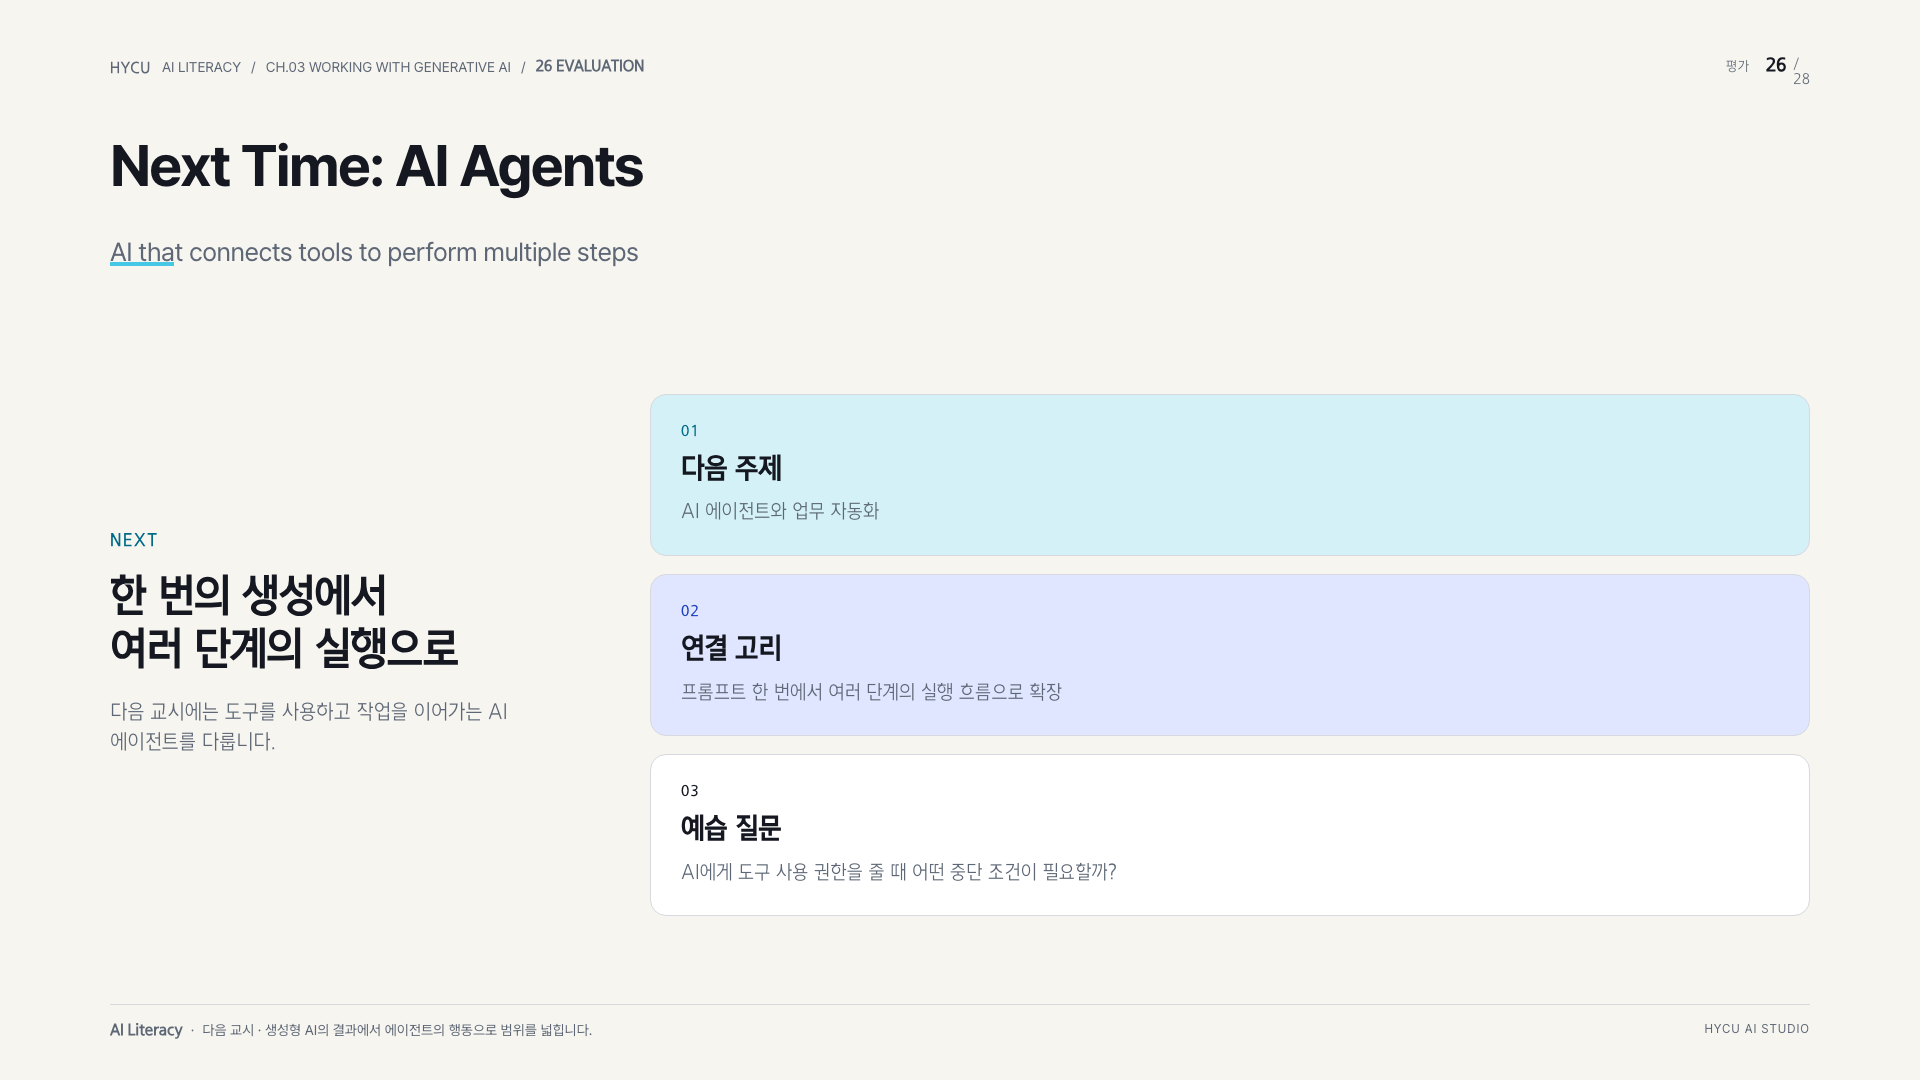 HYCU AI LITERACY / CH.03 WORKING WITH GENERATIVE AI / 26 EVALUATION
평가 26 / 28
Next Time: AI Agents
AI that connects tools to perform multiple steps
NEXT
한 번의 생성에서
여러 단계의 실행으로
다음 교시에는 도구를 사용하고 작업을 이어가는 AI
에이전트를 다룹니다.
01
다음 주제
AI 에이전트와 업무 자동화
02
연결 고리
프롬프트 한 번에서 여러 단계의 실행 흐름으로 확장
03
예습 질문
AI에게 도구 사용 권한을 줄 때 어떤 중단 조건이 필요할까?
AI Literacy · 다음 교시 · 생성형 AI의 결과에서 에이전트의 행동으로 범위를 넓힙니다.
HYCU AI STUDIO